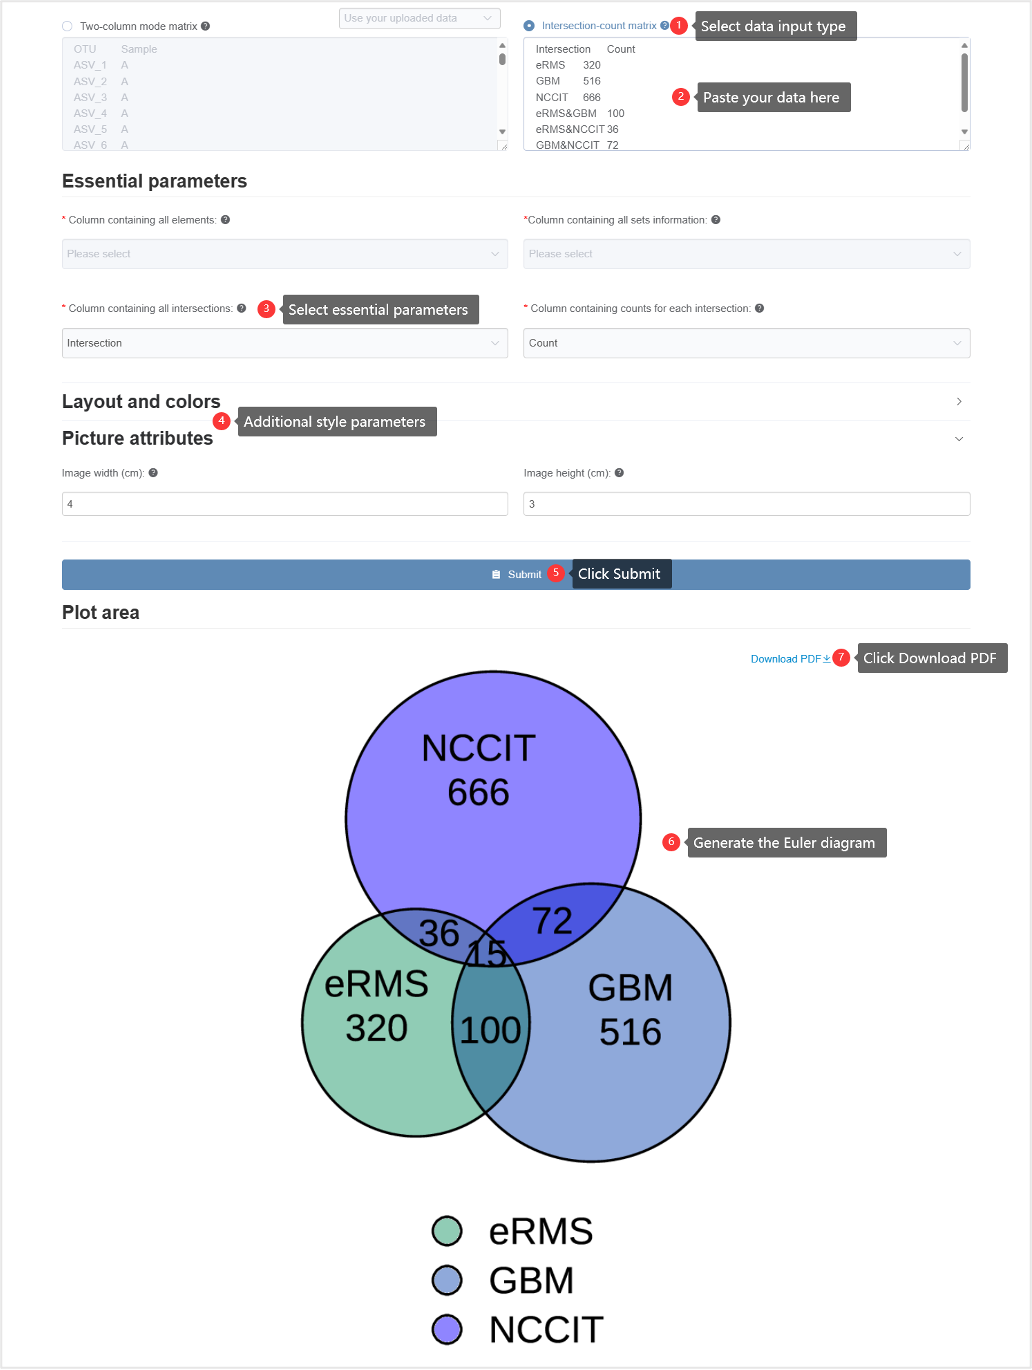 Two-column mode matrix
Use your uploaded data
Intersection-count matrix
1
Select data input type
OTU Sample
ASV_1 A
ASV_2 A
ASV_3 A
ASV_4 A
ASV_5 A
ASV_6 A
Intersection Count
eRMS 320
GBM 516
NCCIT 666
eRMS&GBM 100
eRMS&NCCIT 36
GBM&NCCIT 72
2
Paste your data here
Essential parameters
* Column containing all elements:
*Column containing all sets information:
Please select
Please select
* Column containing all intersections:
3
Select essential parameters
* Column containing counts for each intersection:
Intersection
Count
Layout and colors
4
Additional style parameters
Picture attributes
Image width (cm):
Image height (cm):
4
3
Submit
5
Click Submit
Plot area
Download PDF
7
Click Download PDF
NCCIT
666
6
Generate the Euler diagram
72
36
15
eRMS
320
GBM
516
100
eRMS
GBM
NCCIT